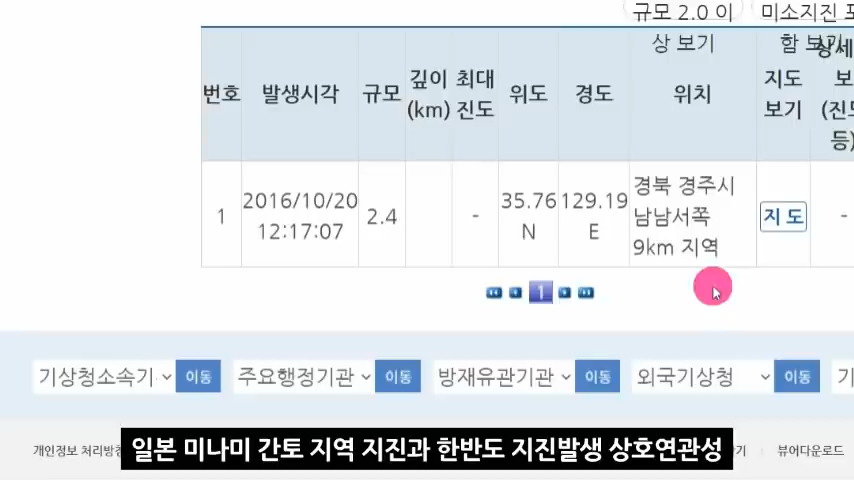 규모 2.0 이 미소지진 포
상 보기 함 보기 상세
번호 발생시각 규모 깊이 (km) 최대 진도 위도 경도 위치 지도 보기 보 (진도 등)
1 2016/10/20 12:17:07 2.4 - 35.76 N 129.19 E 경북 경주시 남남서쪽 9km 지역 지 도 -
1
기상청소속기 이동 주요행정기관 이동 방재유관기관 이동 외국기상청 이동 기
개인정보 처리방침 뷰어다운로드
일본 미나미 간토 지역 지진과 한반도 지진발생 상호연관성